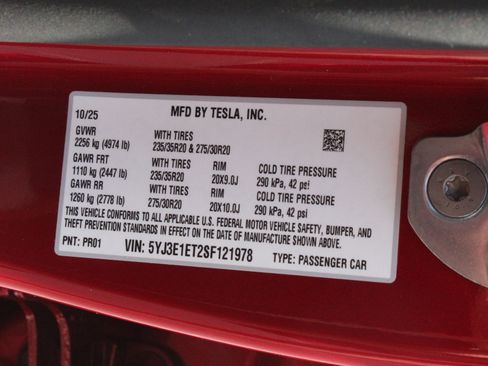 10/25 MFD BY TESLA, INC.
GVWR WITH TIRES
2256 kg (4974 lb) 235/35R20 & 275/30R20
GAWR FRT WITH TIRES RIM COLD TIRE PRESSURE
1110 kg (2447 lb) 235/35R20 20X9.0J 290 kPa, 42 psi
GAWR RR WITH TIRES RIM COLD TIRE PRESSURE
1260 kg (2778 lb) 275/30R20 20X10.0J 290 kPa, 42 psi
THIS VEHICLE CONFORMS TO ALL APPLICABLE U.S. FEDERAL MOTOR VEHICLE SAFETY, BUMPER, AND
THEFT PREVENTION STANDARDS IN EFFECT ON THE DATE OF MANUFACTURE SHOWN ABOVE.
PNT: PR01 VIN: 5YJ3E1ET2SF121978 TYPE: PASSENGER CAR